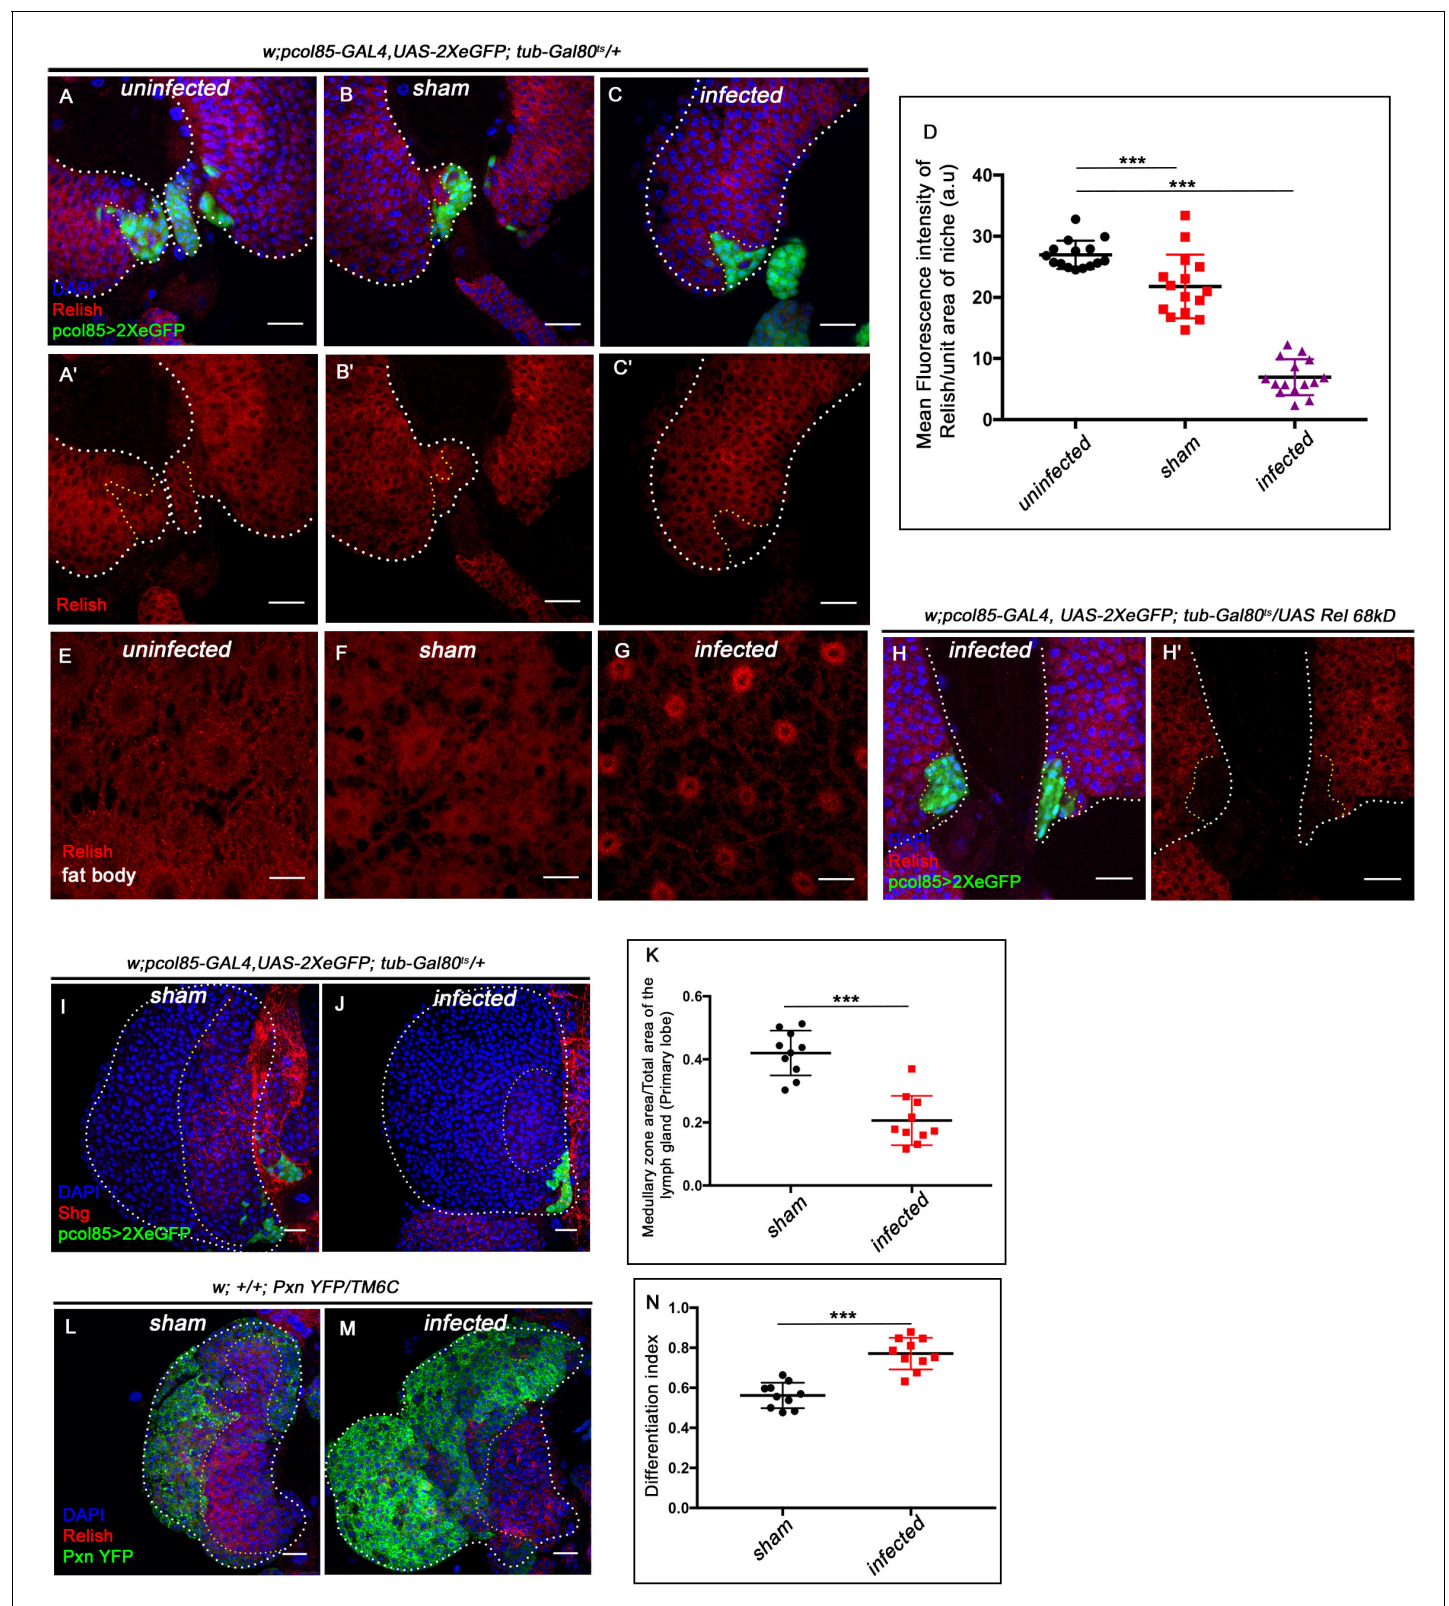 w;pcol85-GAL4,UAS-2XeGFP; tub-Gal80ts/+
A uninfected
DAPI
Relish
pcol85>2XeGFP
B sham
C infected
D
***
***
Mean Fluorescence intensity of
Relish/unit area of niche (a.u)
40
30
20
10
0
uninfected
sham
infected
A'
Relish
B'
C'
E uninfected
Relish
fat body
F sham
G infected
w;pcol85-GAL4, UAS-2XeGFP; tub-Gal80ts/UAS Rel 68kD
H infected
DAPI
Relish
pcol85>2XeGFP
H'
w;pcol85-GAL4,UAS-2XeGFP; tub-Gal80ts/+
I sham
DAPI
Shg
pcol85>2XeGFP
J infected
K
***
Medullary zone area/Total area of the
lymph gland (Primary lobe)
0.6
0.4
0.2
0.0
sham
infected
w; +/+; Pxn YFP/TM6C
L sham
DAPI
Relish
Pxn YFP
M infected
N
***
Differentiation index
1.0
0.8
0.6
0.4
0.2
0.0
sham
infected